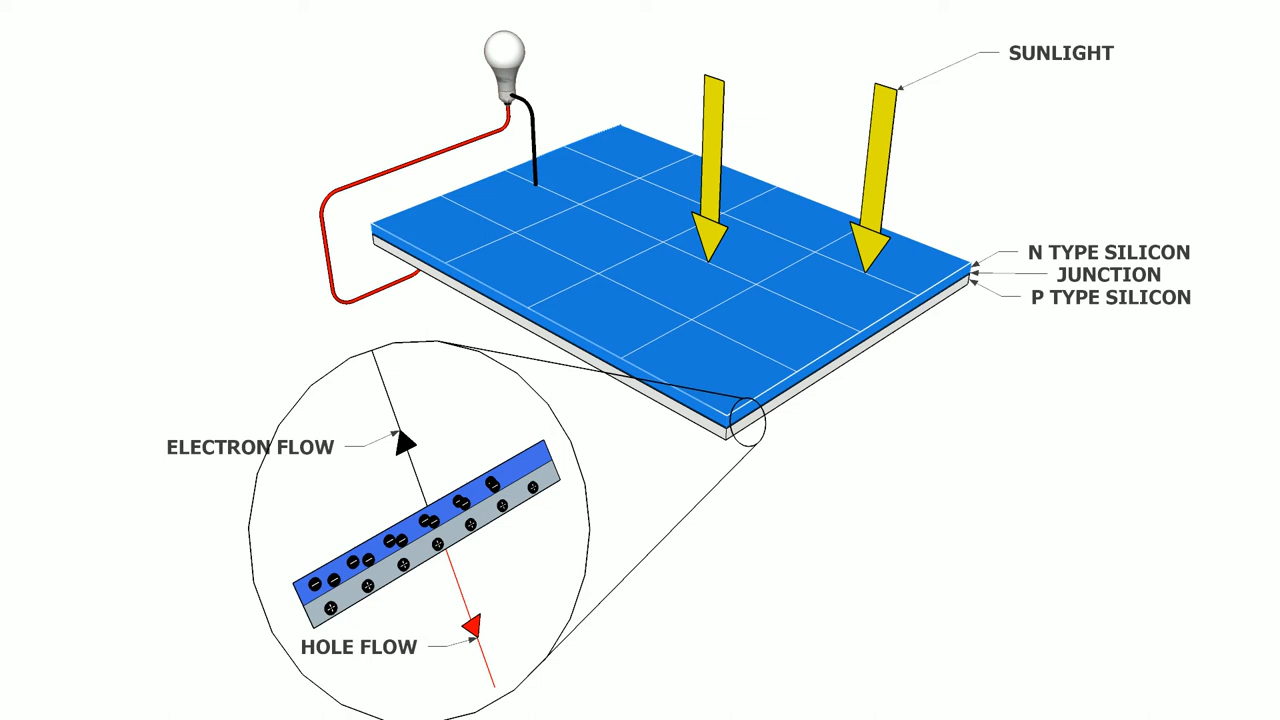 SUNLIGHT
N TYPE SILICON
JUNCTION
P TYPE SILICON
ELECTRON FLOW
HOLE FLOW